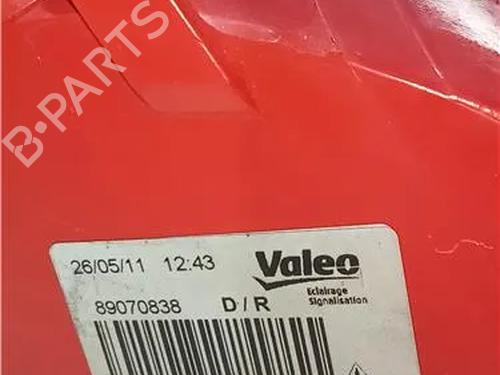 B-PARTS
26/05/11 12:43 Valeo
Eclairage
Signalisation
89070838 D/R